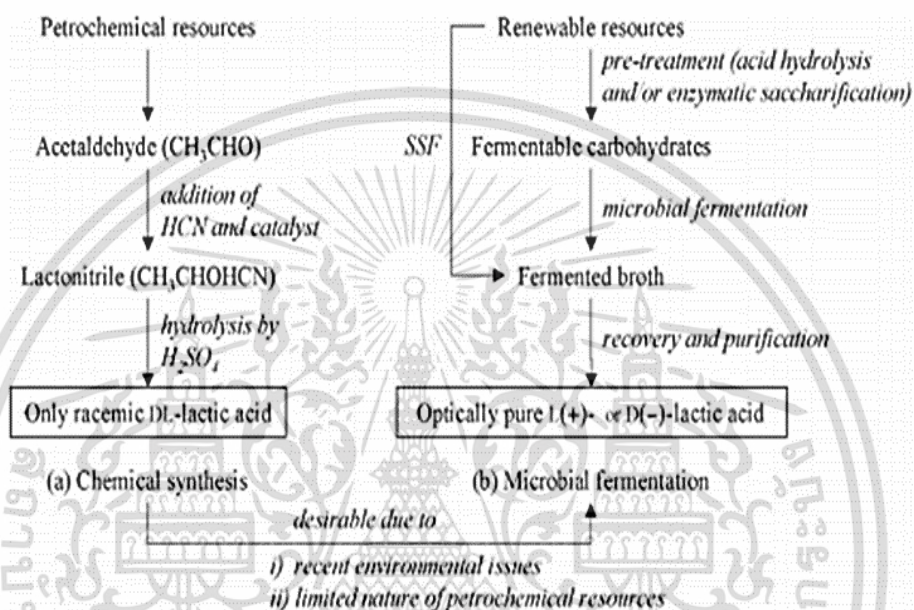 Petrochemical resources
Acetaldehyde (CH₃CHO)
addition of
HCN and catalyst
Lactonitrile (CH₃CHOHCN)
hydrolysis by
H₂SO₄
Only racemic DL-lactic acid
(a) Chemical synthesis
Renewable resources
pre-treatment (acid hydrolysis
and/or enzymatic saccharification)
SSF
Fermentable carbohydrates
microbial fermentation
Fermented broth
recovery and purification
Optically pure L(+)- or D(−)-lactic acid
(b) Microbial fermentation
desirable due to
i) recent environmental issues
ii) limited nature of petrochemical resources